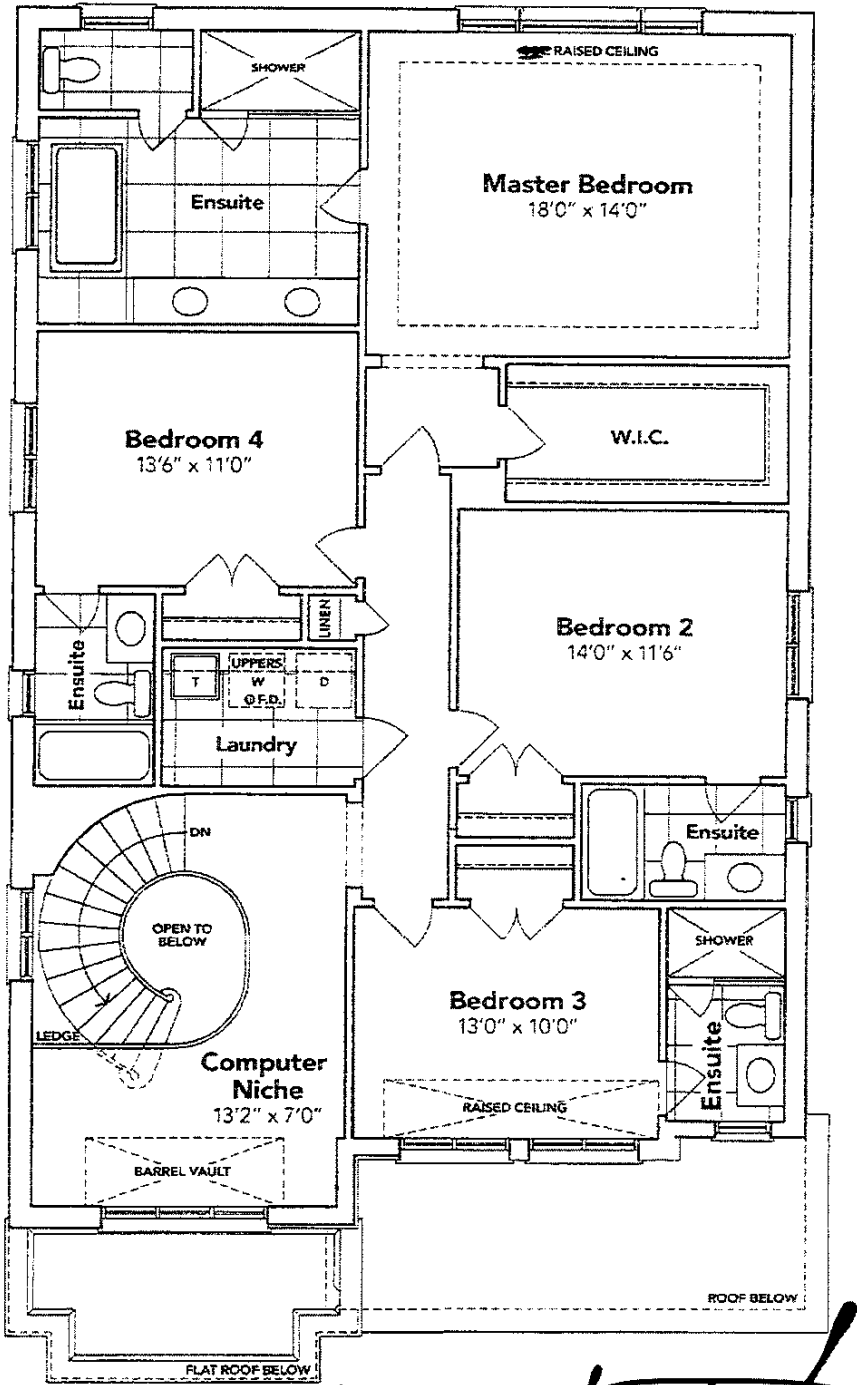 SHOWER
RAISED CEILING
Ensuite
Master Bedroom
18'0" x 14'0"
Bedroom 4
13'6" x 11'0"
W.I.C.
LINEN
Bedroom 2
14'0" x 11'6"
Ensuite
UPPERS
T
W
D
@ F.D.
Laundry
DN
OPEN TO
BELOW
LEDGE
Ensuite
SHOWER
Bedroom 3
13'0" x 10'0"
Ensuite
Computer
Niche
13'2" x 7'0"
RAISED CEILING
BARREL VAULT
ROOF BELOW
FLAT ROOF BELOW